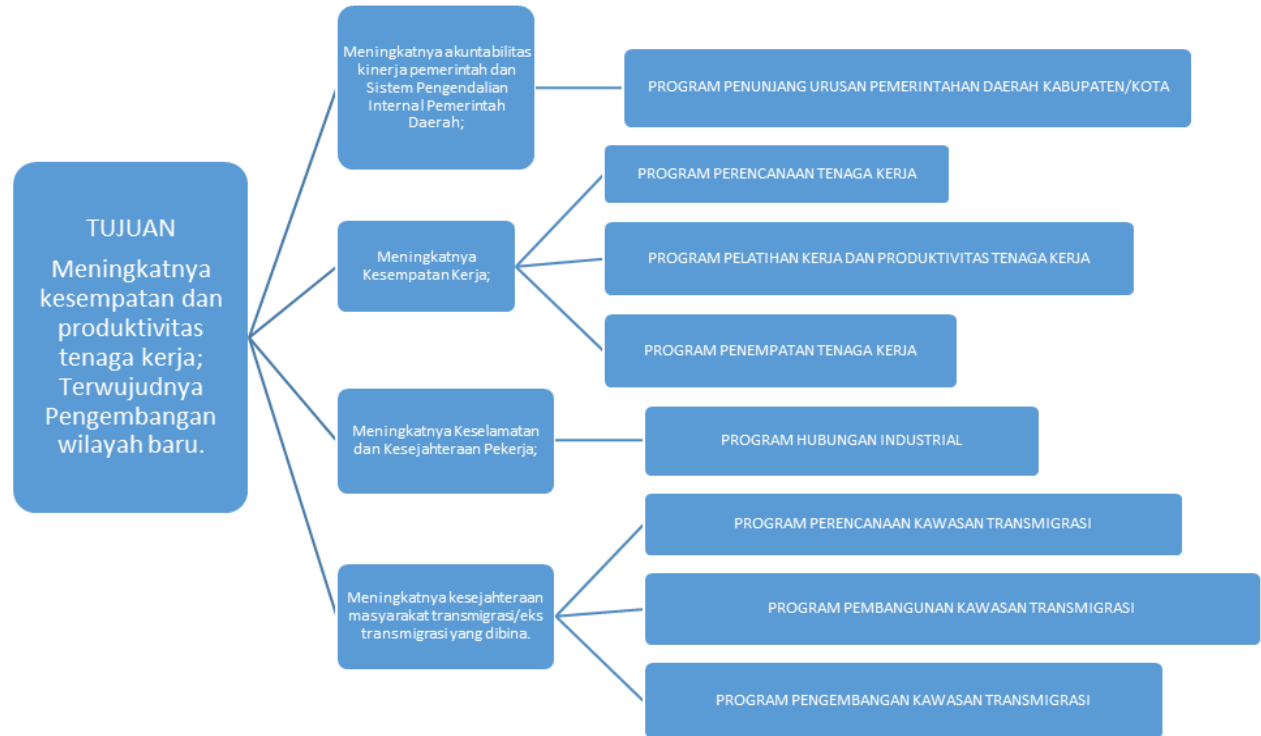 TUJUAN
Meningkatnya
kesempatan dan
produktivitas
tenaga kerja;
Terwujudnya
Pengembangan
wilayah baru.
Meningkatnya akuntabilitas
kinerja pemerintah dan
Sistem Pengendalian
Internal Pemerintah
Daerah;
PROGRAM PENUNJANG URUSAN PEMERINTAHAN DAERAH KABUPATEN/KOTA
Meningkatnya
Kesempatan Kerja;
PROGRAM PERENCANAAN TENAGA KERJA
PROGRAM PELATIHAN KERJA DAN PRODUKTIVITAS TENAGA KERJA
PROGRAM PENEMPATAN TENAGA KERJA
Meningkatnya Keselamatan
dan Kesejahteraan Pekerja;
PROGRAM HUBUNGAN INDUSTRIAL
Meningkatnya kesejahteraan
masyarakat transmigrasi/eks
transmigrasi yang dibina.
PROGRAM PERENCANAAN KAWASAN TRANSMIGRASI
PROGRAM PEMBANGUNAN KAWASAN TRANSMIGRASI
PROGRAM PENGEMBANGAN KAWASAN TRANSMIGRASI